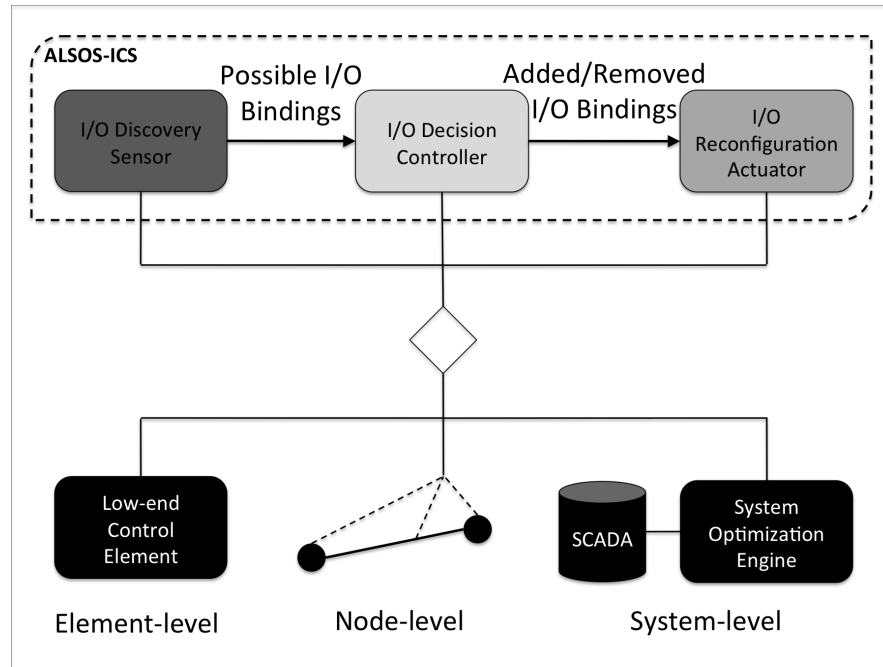 ALSOS-ICS
Possible I/O
Bindings
Added/Removed
I/O Bindings
I/O Discovery
Sensor
I/O Decision
Controller
I/O
Reconfiguration
Actuator
Low-end
Control
Element
SCADA
System
Optimization
Engine
Element-level
Node-level
System-level